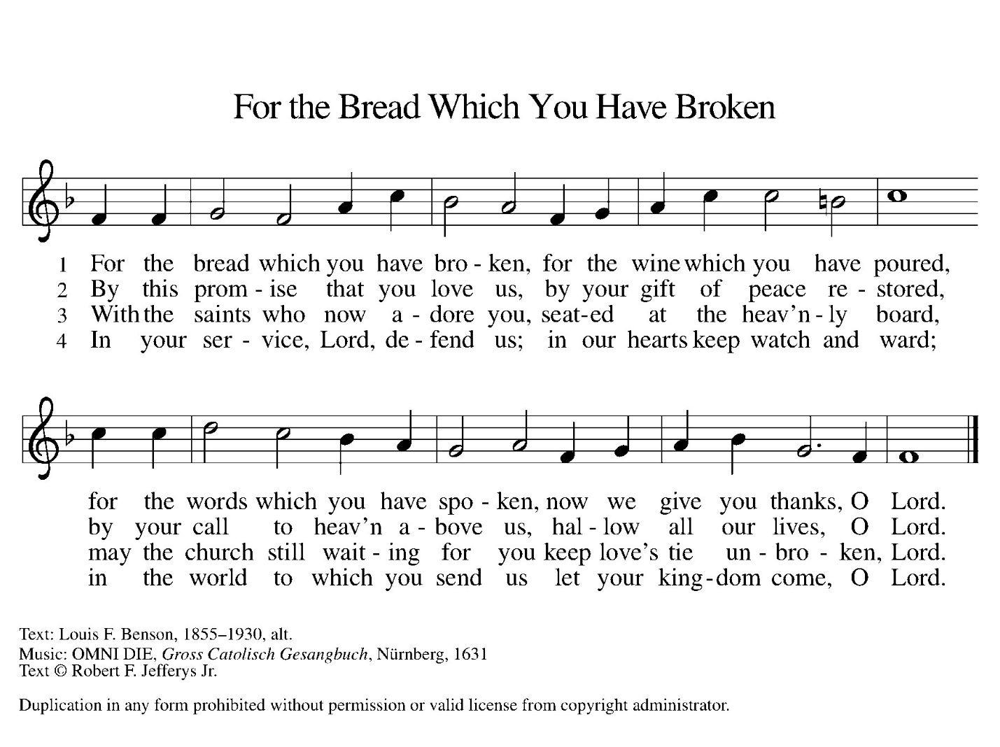 For the Bread Which You Have Broken
1 For the bread which you have bro - ken, for the wine which you have poured,
2 By this prom - ise that you love us, by your gift of peace re - stored,
3 With the saints who now a - dore you, seat-ed at the heav'n - ly board,
4 In your ser - vice, Lord, de - fend us; in our hearts keep watch and ward;
for the words which you have spo - ken, now we give you thanks, O Lord.
by your call to heav'n a - bove us, hal - low all our lives, O Lord.
may the church still wait - ing for you keep love's tie un - bro - ken, Lord.
in the world to which you send us let your king-dom come, O Lord.
Text: Louis F. Benson, 1855–1930, alt.
Music: OMNI DIE, Gross Catolisch Gesangbuch, Nürnberg, 1631
Text © Robert F. Jefferys Jr.
Duplication in any form prohibited without permission or valid license from copyright administrator.